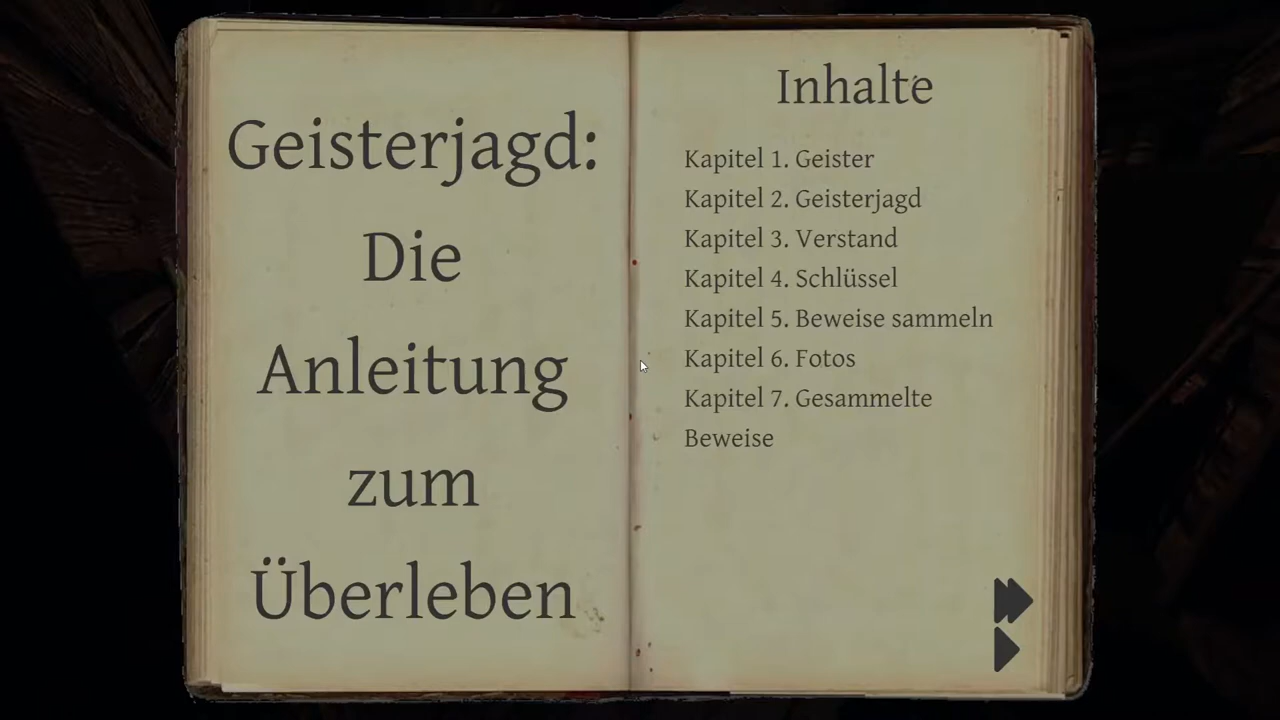 Geisterjagd:
Die
Anleitung
zum
Überleben
Inhalte
Kapitel 1. Geister
Kapitel 2. Geisterjagd
Kapitel 3. Verstand
Kapitel 4. Schlüssel
Kapitel 5. Beweise sammeln
Kapitel 6. Fotos
Kapitel 7. Gesammelte
Beweise